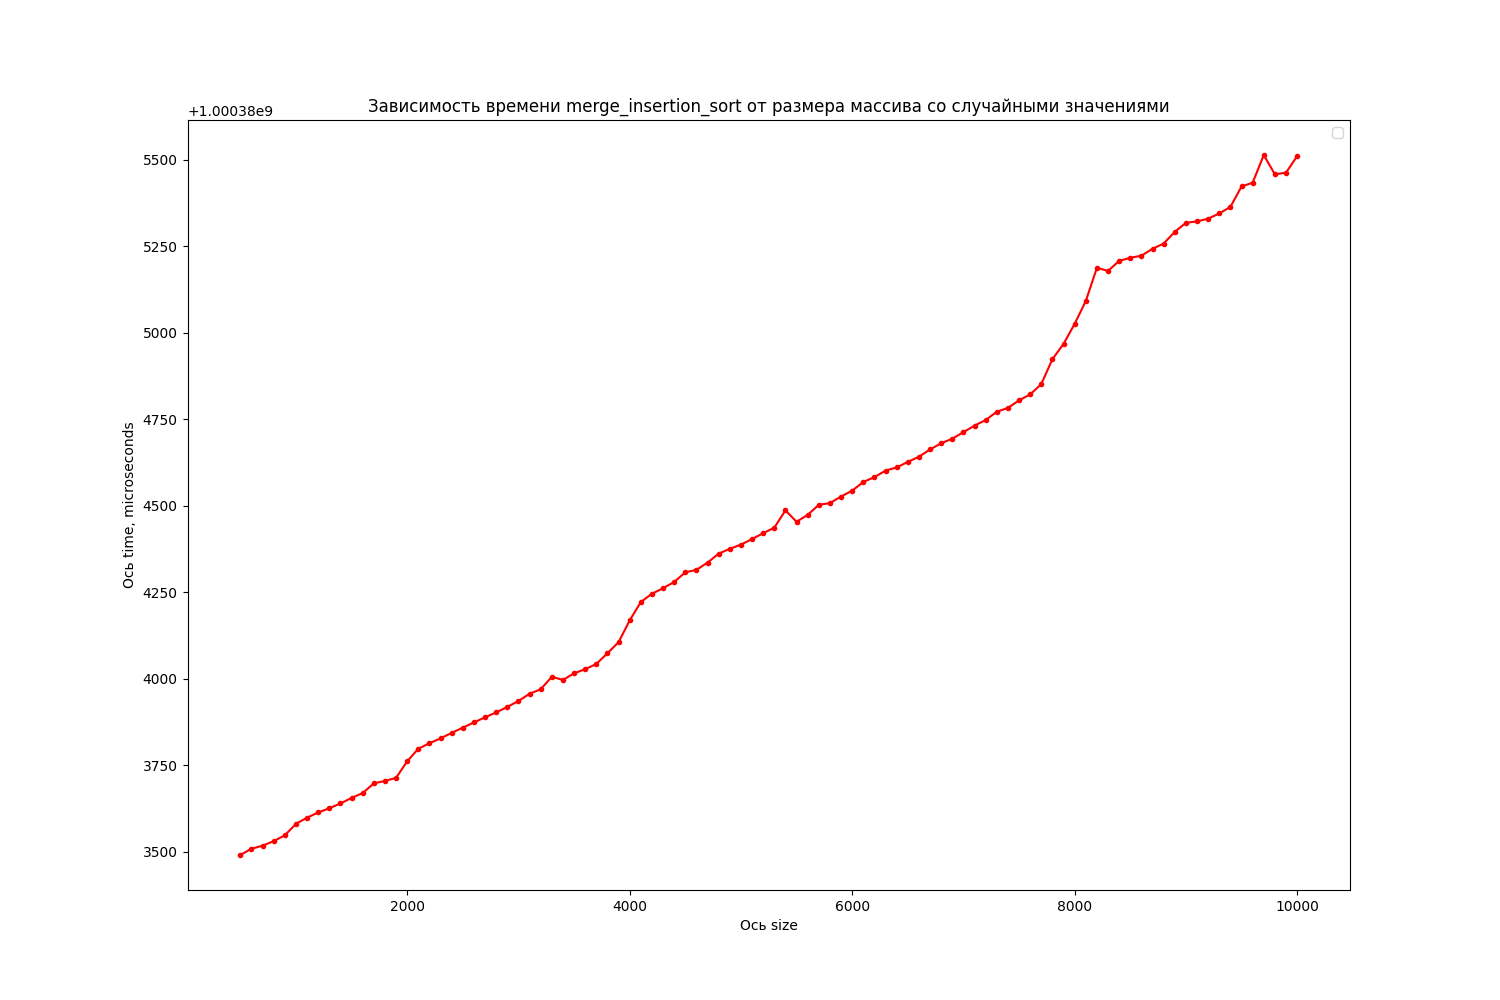 Зависимость времени merge_insertion_sort от размера массива со случайными значениями
+1.00038e9
5500
5250
5000
4750
4500
4250
4000
3750
3500
Ось time, microseconds
2000 4000 6000 8000 10000
Ось size